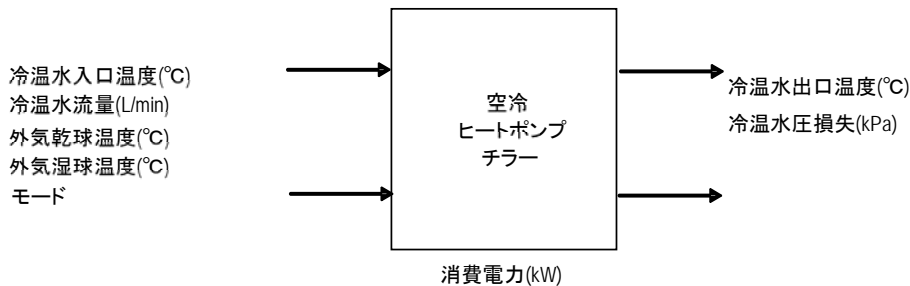 冷温水入口温度(℃)
冷温水流量(L/min)
外気乾球温度(℃)
外気湿球温度(℃)
モード
空冷
ヒートポンプ
チラー
冷温水出口温度(℃)
冷温水圧損失(kPa)
消費電力(kW)